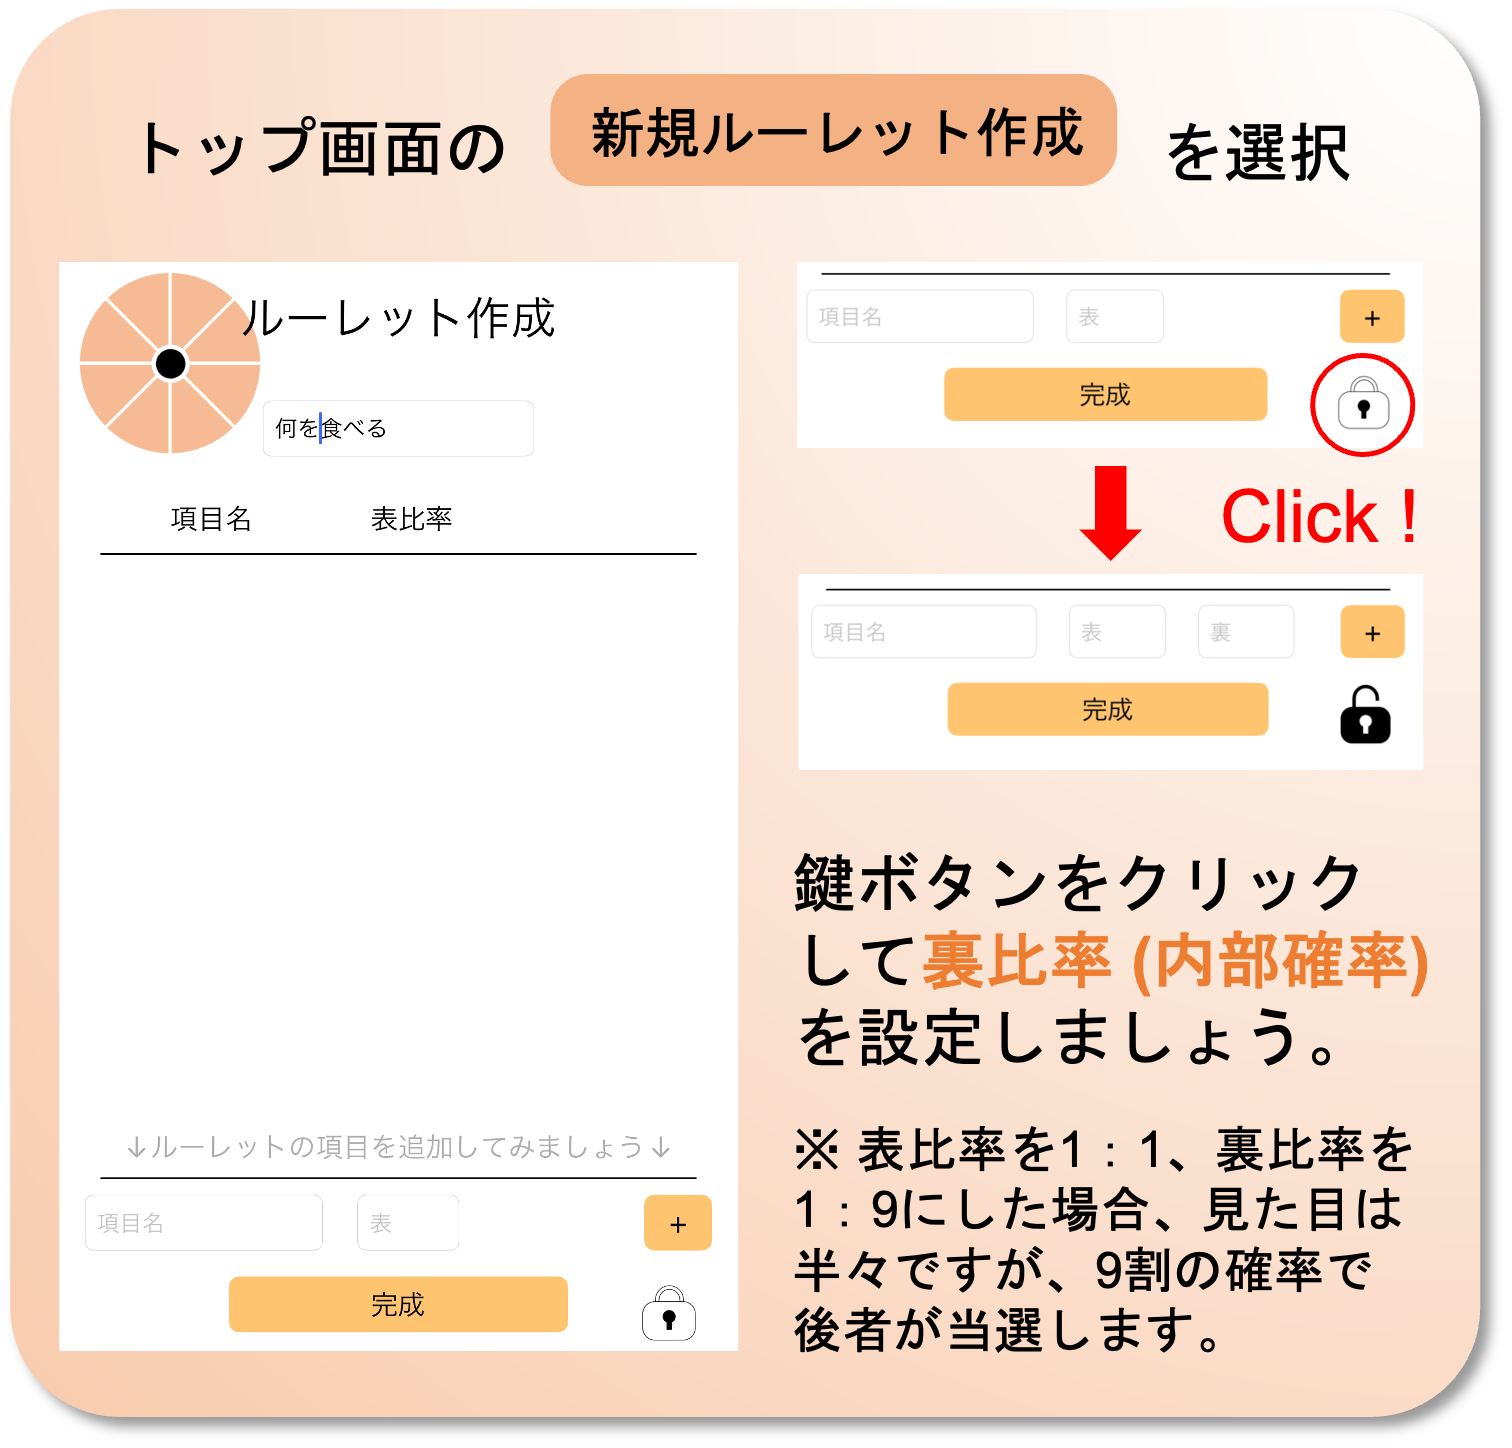 トップ画面の 新規ルーレット作成 を選択
ルーレット作成
何を食べる
項目名 表比率
↓ルーレットの項目を追加してみましょう↓
項目名 表 +
完成
項目名 表 +
完成
Click !
項目名 表 裏 +
完成
鍵ボタンをクリック
して裏比率 (内部確率)
を設定しましょう。
※ 表比率を1：1、裏比率を
1：9にした場合、見た目は
半々ですが、9割の確率で
後者が当選します。